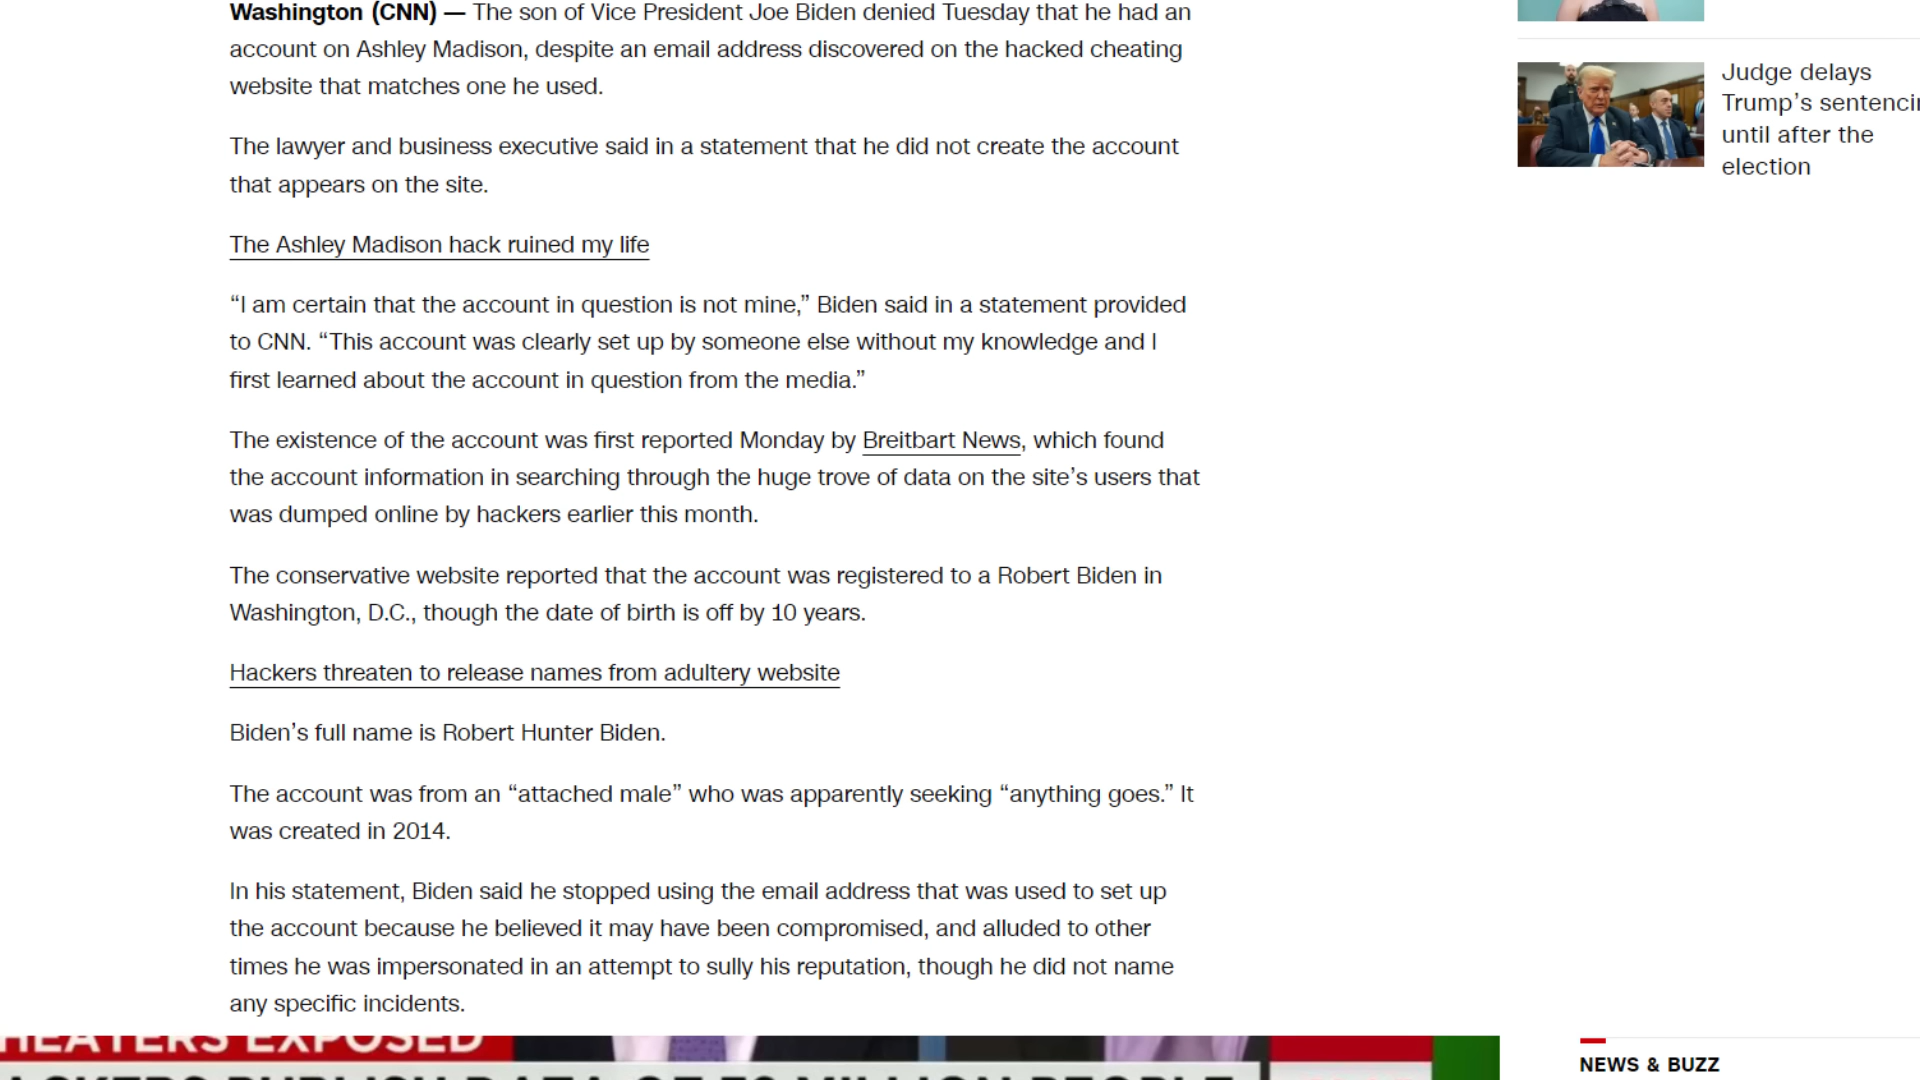 Washington (CNN) — The son of Vice President Joe Biden denied Tuesday that he had an
account on Ashley Madison, despite an email address discovered on the hacked cheating
website that matches one he used.
The lawyer and business executive said in a statement that he did not create the account
that appears on the site.
The Ashley Madison hack ruined my life
“I am certain that the account in question is not mine,” Biden said in a statement provided
to CNN. “This account was clearly set up by someone else without my knowledge and I
first learned about the account in question from the media.”
The existence of the account was first reported Monday by Breitbart News, which found
the account information in searching through the huge trove of data on the site’s users that
was dumped online by hackers earlier this month.
The conservative website reported that the account was registered to a Robert Biden in
Washington, D.C., though the date of birth is off by 10 years.
Hackers threaten to release names from adultery website
Biden’s full name is Robert Hunter Biden.
The account was from an “attached male” who was apparently seeking “anything goes.” It
was created in 2014.
In his statement, Biden said he stopped using the email address that was used to set up
the account because he believed it may have been compromised, and alluded to other
times he was impersonated in an attempt to sully his reputation, though he did not name
any specific incidents.
HEATERS EXPOSED
ACKERS PUBLISH DATA OF 32 MILLION PEOPLE
Judge delays
Trump’s sentencin
until after the
election
NEWS & BUZZ